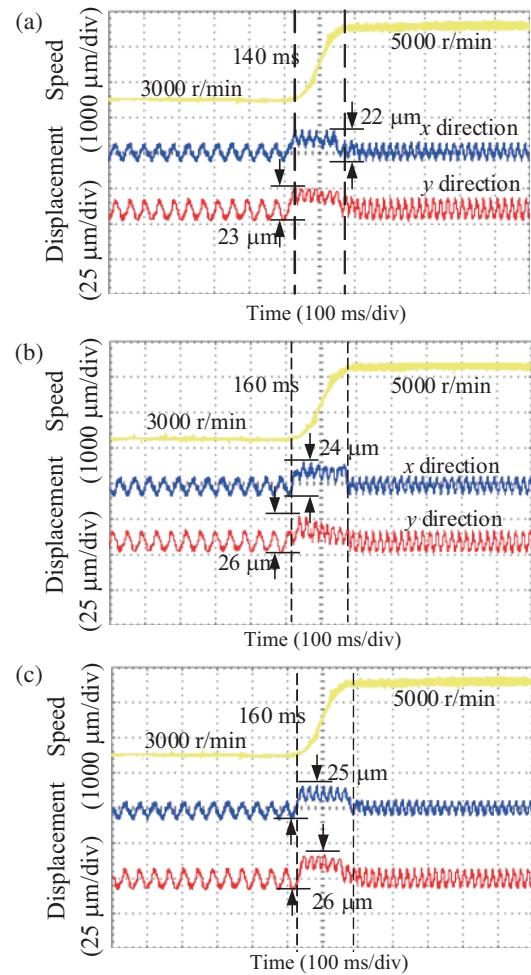 (a)
Speed
(1000 μm/div)
Displacement
(25 μm/div)
140 ms
5000 r/min
3000 r/min
22 μm
x direction
y direction
23 μm
Time (100 ms/div)
(b)
Speed
(1000 μm/div)
Displacement
(25 μm/div)
160 ms
5000 r/min
3000 r/min
24 μm
x direction
y direction
26 μm
Time (100 ms/div)
(c)
Speed
(1000 μm/div)
Displacement
(25 μm/div)
160 ms
5000 r/min
3000 r/min
25 μm
26 μm
Time (100 ms/div)